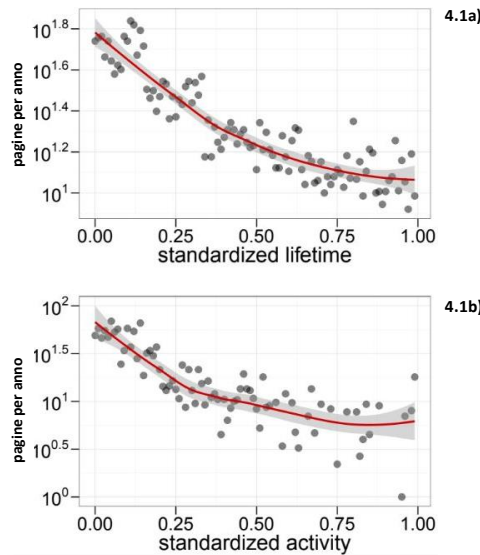 4.1a)
pagine per anno
10^1.8
10^1.6
10^1.4
10^1.2
10^1
0.00 0.25 0.50 0.75 1.00
standardized lifetime
4.1b)
pagine per anno
10^2
10^1.5
10^1
10^0.5
10^0
0.00 0.25 0.50 0.75 1.00
standardized activity